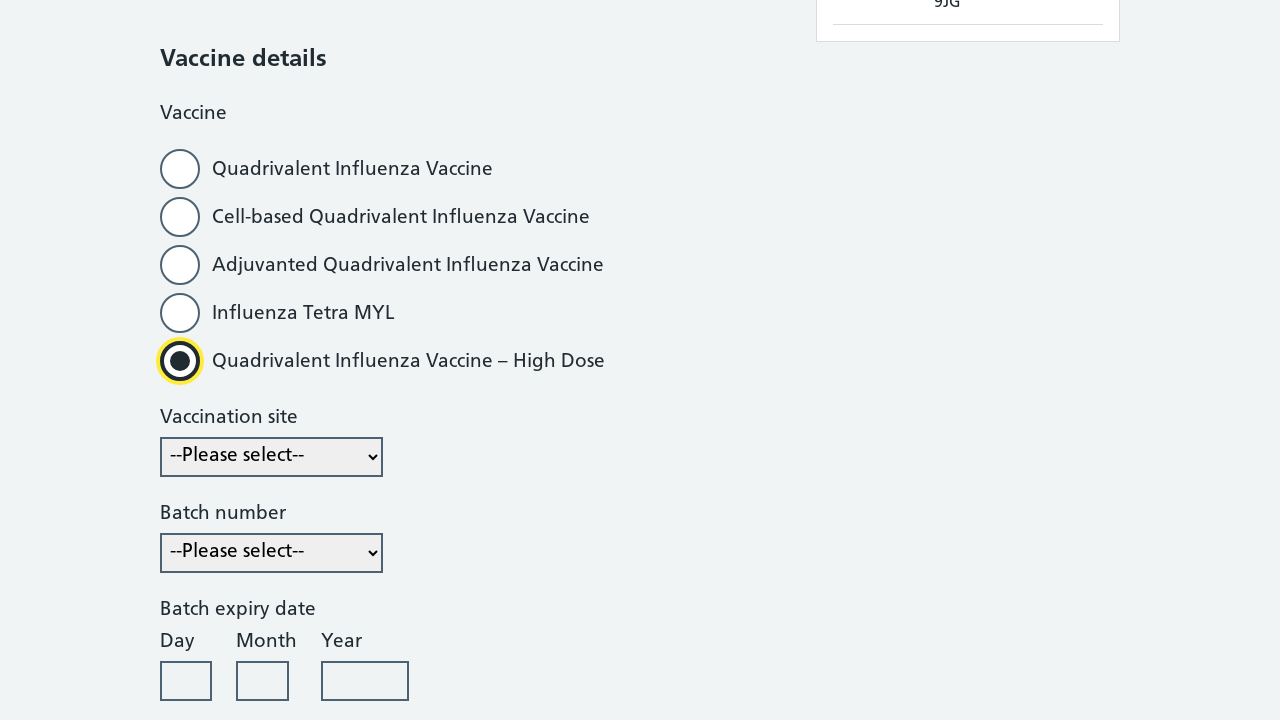 9JG
Vaccine details
Vaccine
Quadrivalent Influenza Vaccine
Cell-based Quadrivalent Influenza Vaccine
Adjuvanted Quadrivalent Influenza Vaccine
Influenza Tetra MYL
Quadrivalent Influenza Vaccine – High Dose
Vaccination site
--Please select--
Batch number
--Please select--
Batch expiry date
Day Month Year